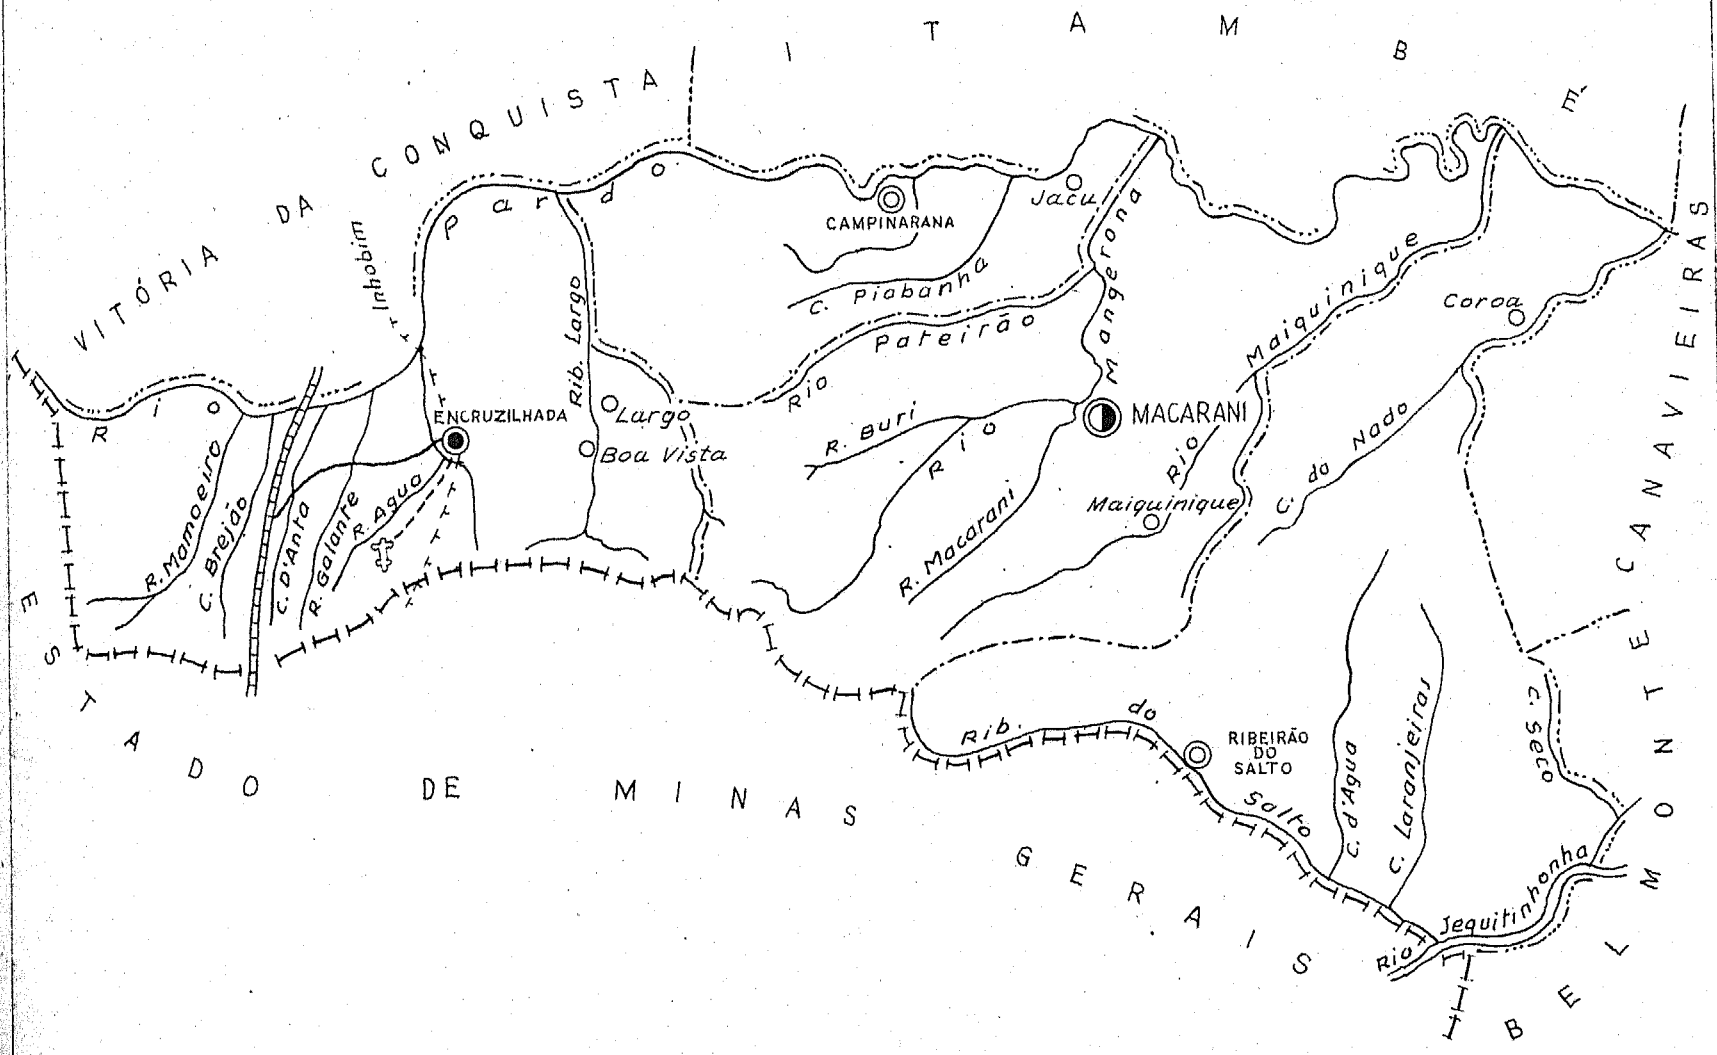 ITAMBÉ
VITÓRIA DA CONQUISTA
CANAVIEIRAS
BELMONTE
ESTADO DE MINAS GERAIS
Rio Pardo
Inhobim
Rib. Largo
CAMPINARANA
Jacu
C. Piabanha
Rio Pateirão
Mangerona
Rio
Maiquinique
Coroa
ENCRUZILHADA
Largo
Boa Vista
R. Buri
MACARANI
Rio
C. do Nado
R. Mamoeiro
C. Brejão
C. D'Anta
R. Galante
R. Agua
R. Macarani
Maiquinique
Rib. do Salto
RIBEIRÃO
DO
SALTO
C. d'Agua
C. Laranjeiras
C. Seco
Rio Jequitinhonha